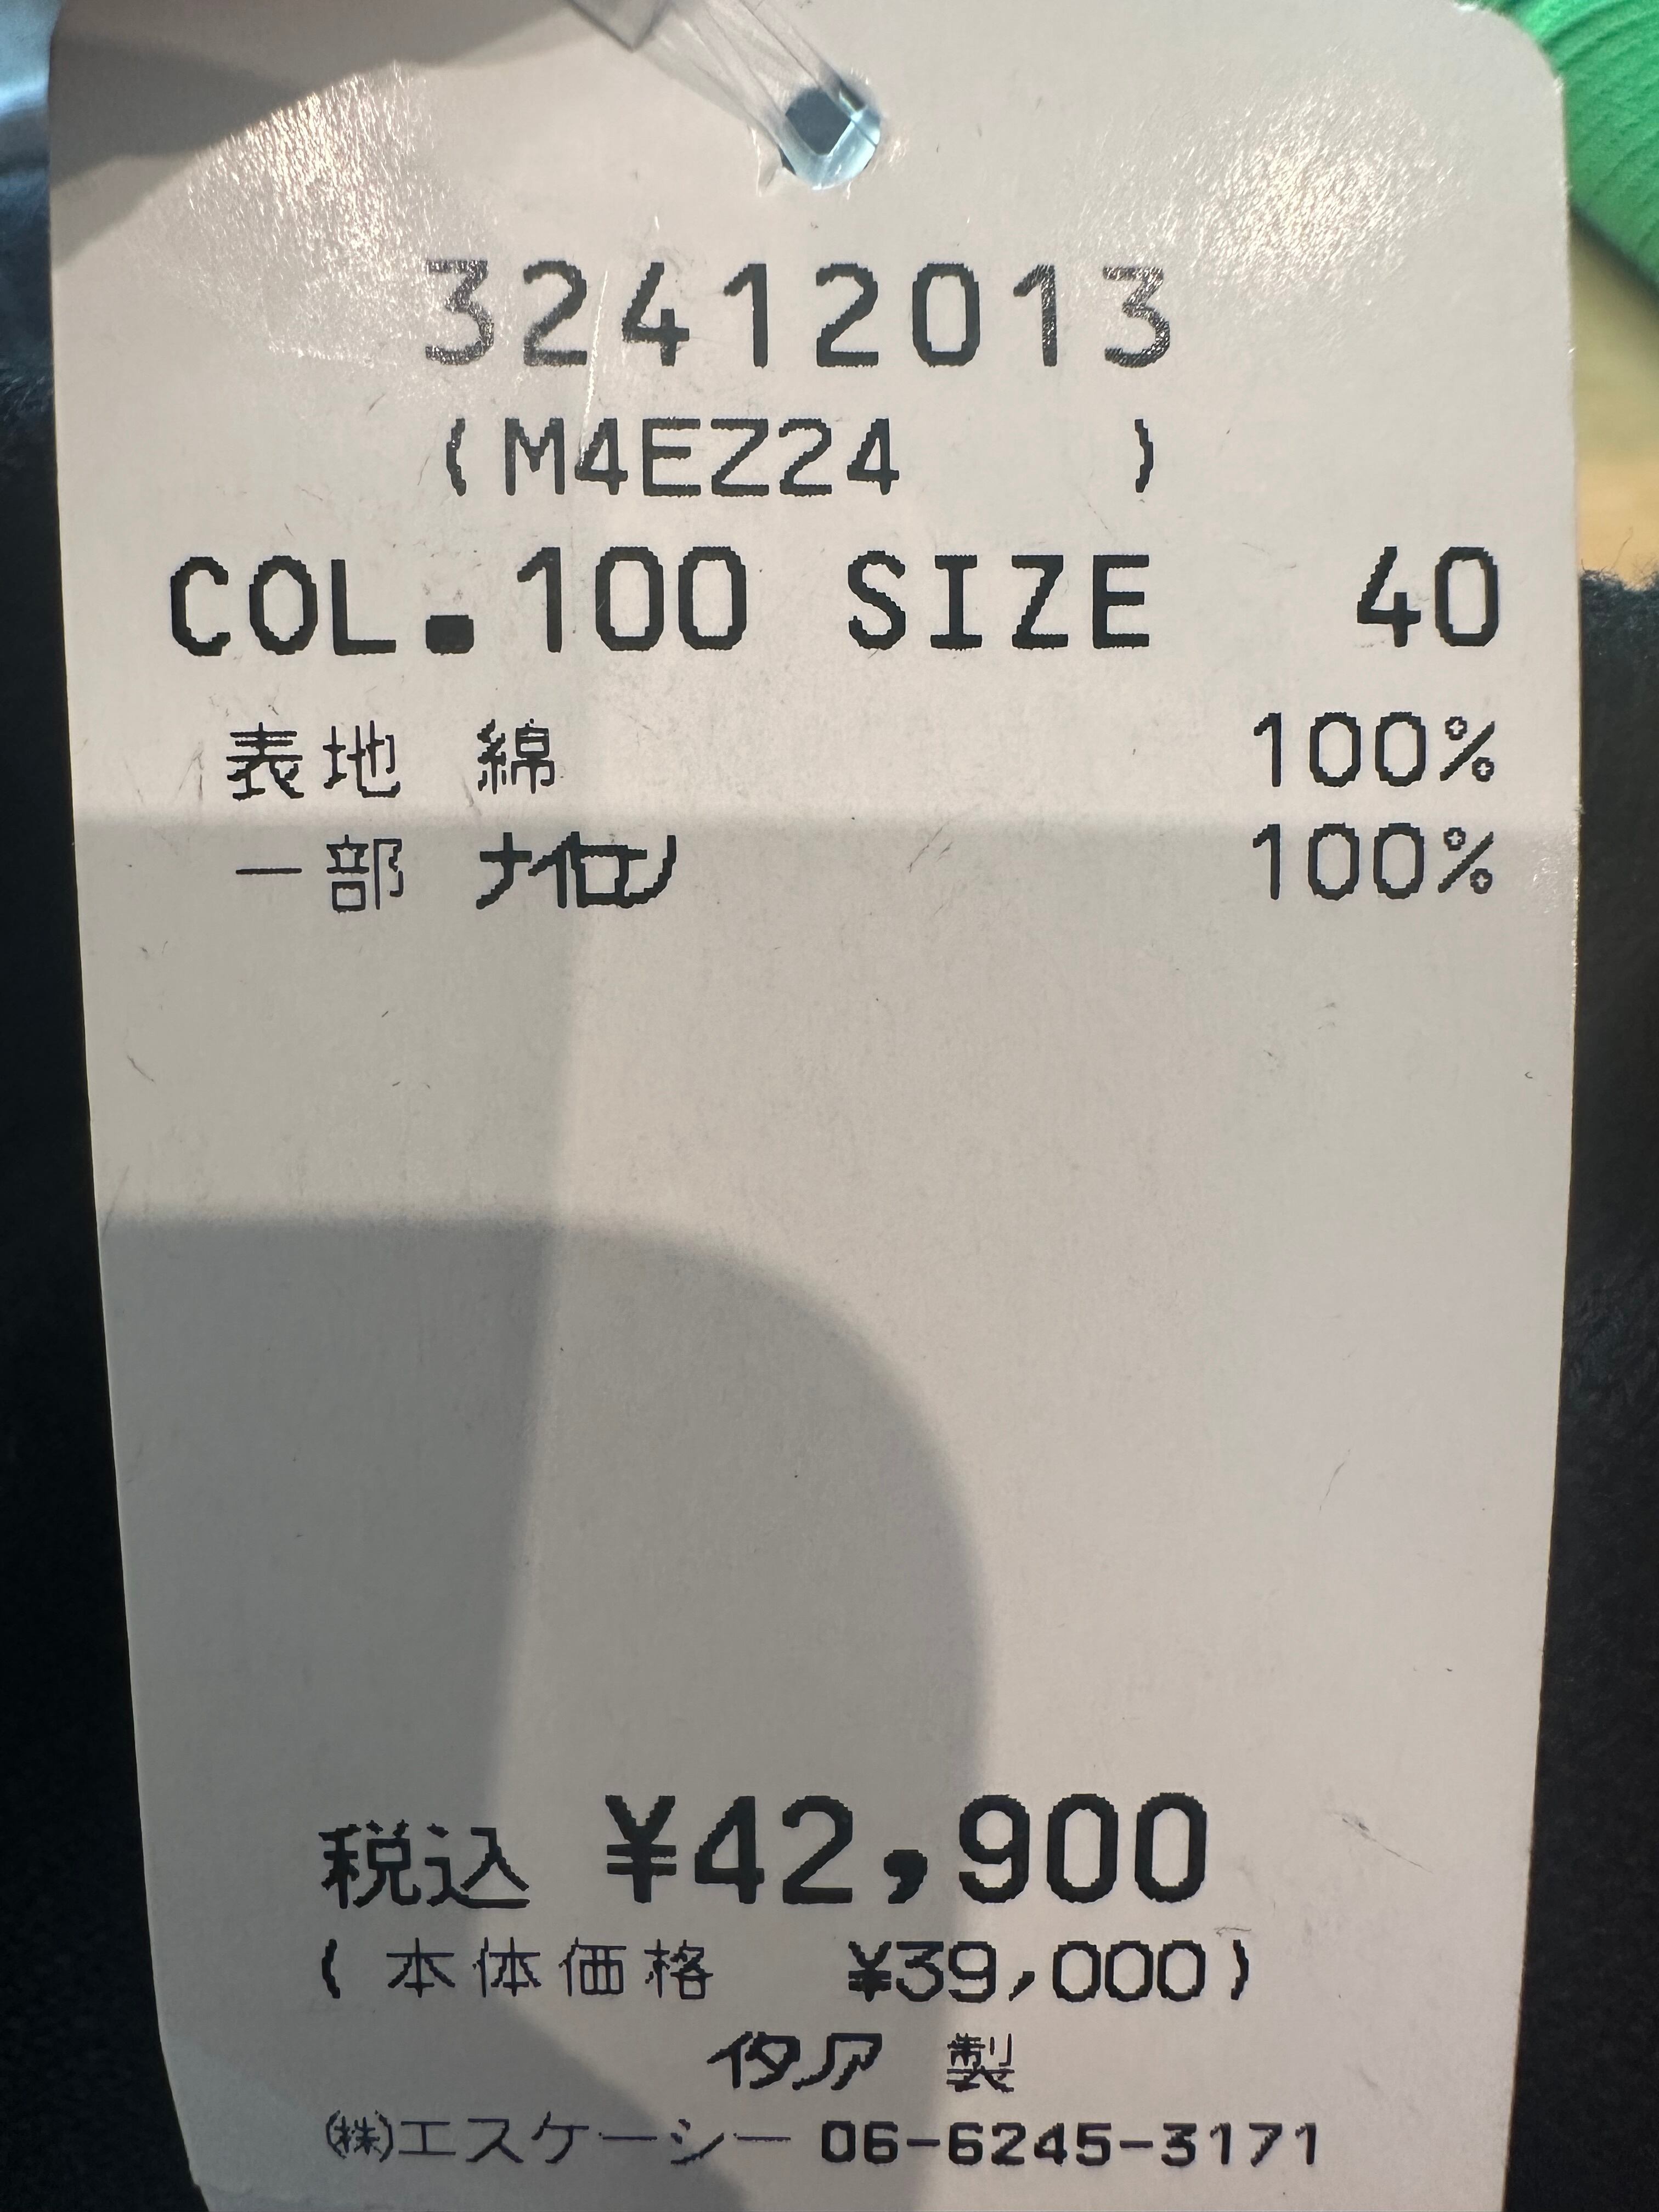 32412013
(M4EZ24 )
COL.100 SIZE 40
表地 綿 100%
一部 ナイロン 100%
税込 ¥42,900
(本体価格 ¥39,000)
イタリア 製
㈱エスケーシー 06-6245-3171